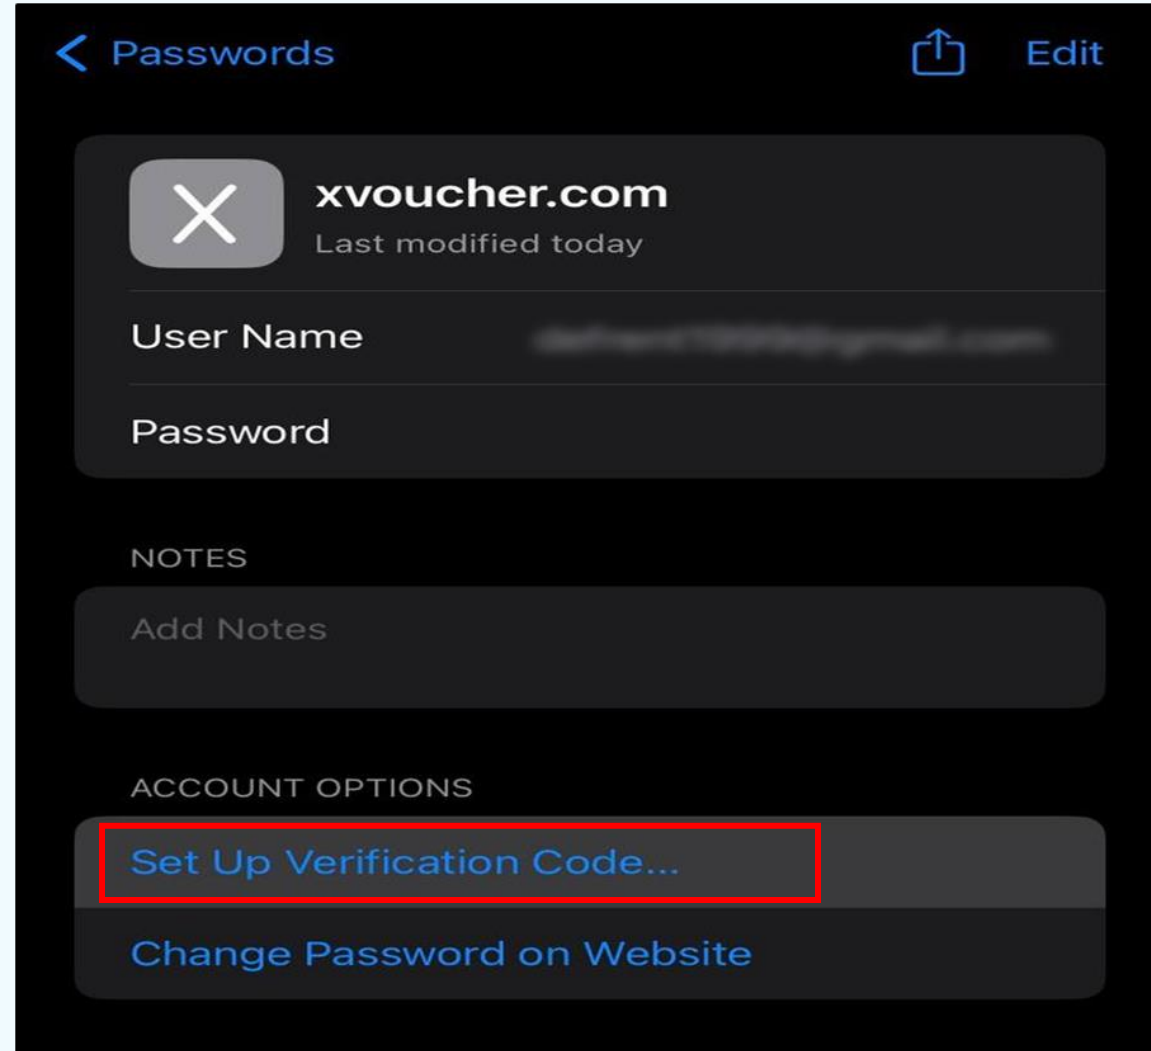 Passwords
Edit
X
xvoucher.com
Last modified today
User Name
Password
NOTES
Add Notes
ACCOUNT OPTIONS
Set Up Verification Code...
Change Password on Website